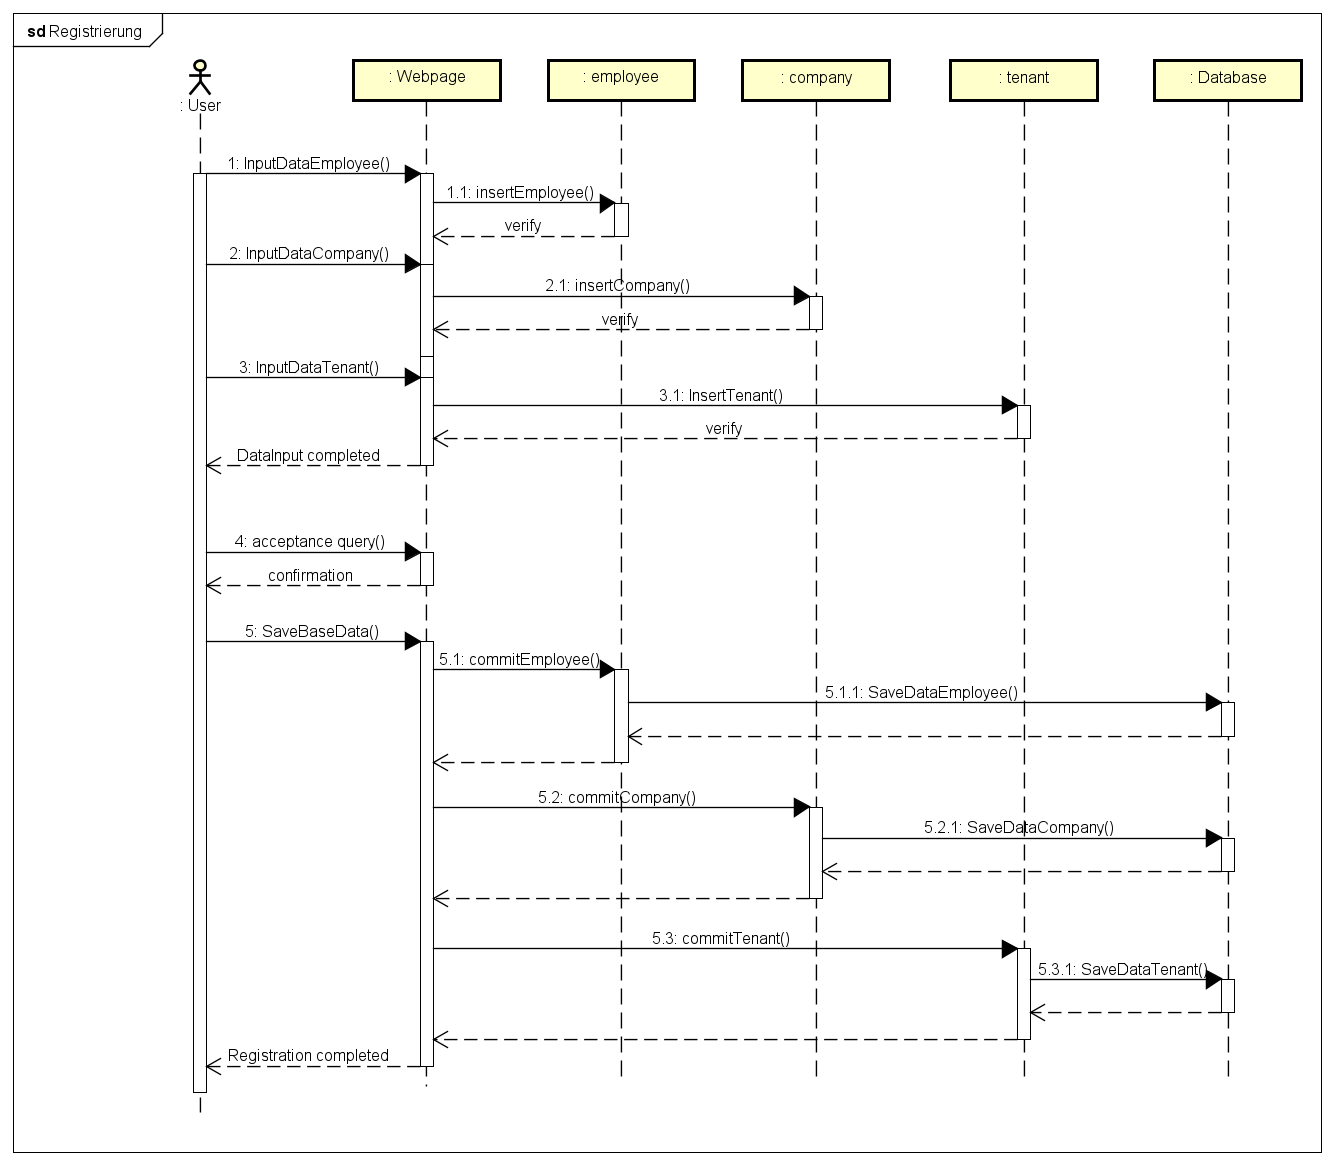 sd Registrierung
: User
: Webpage
: employee
: company
: tenant
: Database
1: InputDataEmployee()
1.1: insertEmployee()
verify
2: InputDataCompany()
2.1: insertCompany()
verify
3: InputDataTenant()
3.1: InsertTenant()
verify
DataInput completed
4: acceptance query()
confirmation
5: SaveBaseData()
5.1: commitEmployee()
5.1.1: SaveDataEmployee()
5.2: commitCompany()
5.2.1: SaveDataCompany()
5.3: commitTenant()
5.3.1: SaveDataTenant()
Registration completed